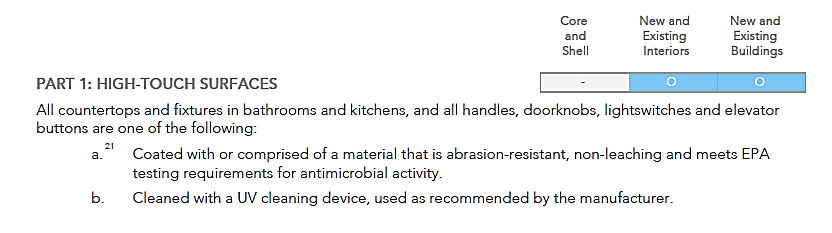 Core and Shell
New and Existing Interiors
New and Existing Buildings
PART 1: HIGH-TOUCH SURFACES
- O O
All countertops and fixtures in bathrooms and kitchens, and all handles, doorknobs, lightswitches and elevator
buttons are one of the following:
a.21 Coated with or comprised of a material that is abrasion-resistant, non-leaching and meets EPA
testing requirements for antimicrobial activity.
b. Cleaned with a UV cleaning device, used as recommended by the manufacturer.